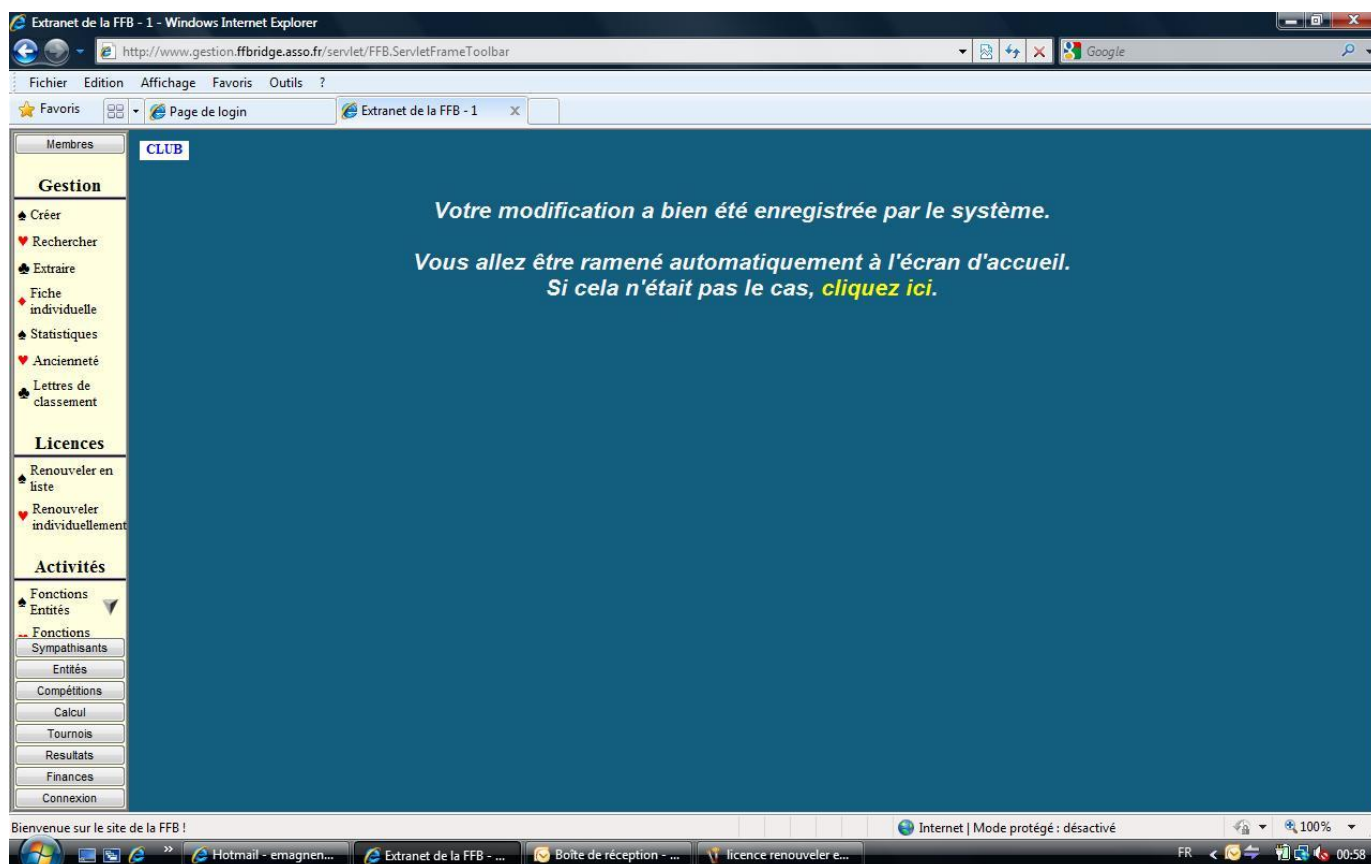 Extranet de la FFB - 1 - Windows Internet Explorer
http://www.gestion.ffbridge.asso.fr/servlet/FFB.ServletFrameToolbar
Google
Fichier Edition Affichage Favoris Outils ?
Favoris
Page de login
Extranet de la FFB - 1
Membres
CLUB
Gestion
Créer
Rechercher
Extraire
Fiche
individuelle
Statistiques
Ancienneté
Lettres de
classement
Licences
Renouveler en
liste
Renouveler
individuellement
Activités
Fonctions
Entités
Fonctions
Sympathisants
Entités
Compétitions
Calcul
Tournois
Resultats
Finances
Connexion
Votre modification a bien été enregistrée par le système.
Vous allez être ramené automatiquement à l'écran d'accueil.
Si cela n'était pas le cas, cliquez ici.
Bienvenue sur le site de la FFB !
Internet | Mode protégé : désactivé
100%
Hotmail - emagnen...
Extranet de la FFB - ...
Boîte de réception - ...
licence renouveler e...
FR
00:58